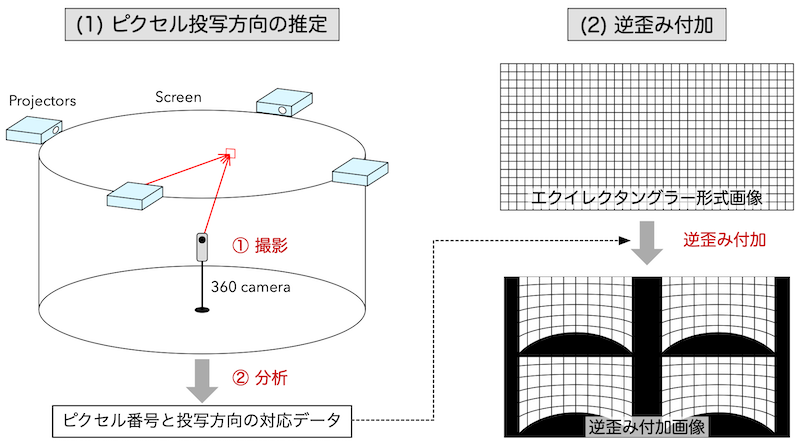 (1) ピクセル投写方向の推定
Projectors
Screen
① 撮影
360 camera
② 分析
ピクセル番号と投写方向の対応データ
(2) 逆歪み付加
エクイレクタングラー形式画像
逆歪み付加
逆歪み付加画像